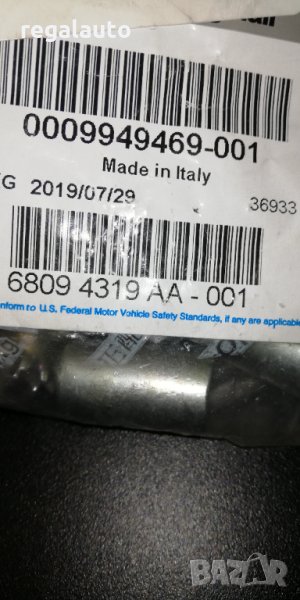 regalauto
0009949469-001
Made in Italy
G 2019/07/29
36933
6809 4319 AA - 001
onform to U.S. Federal Motor Vehicle Safety Standards, if any are applicable
BAZAR